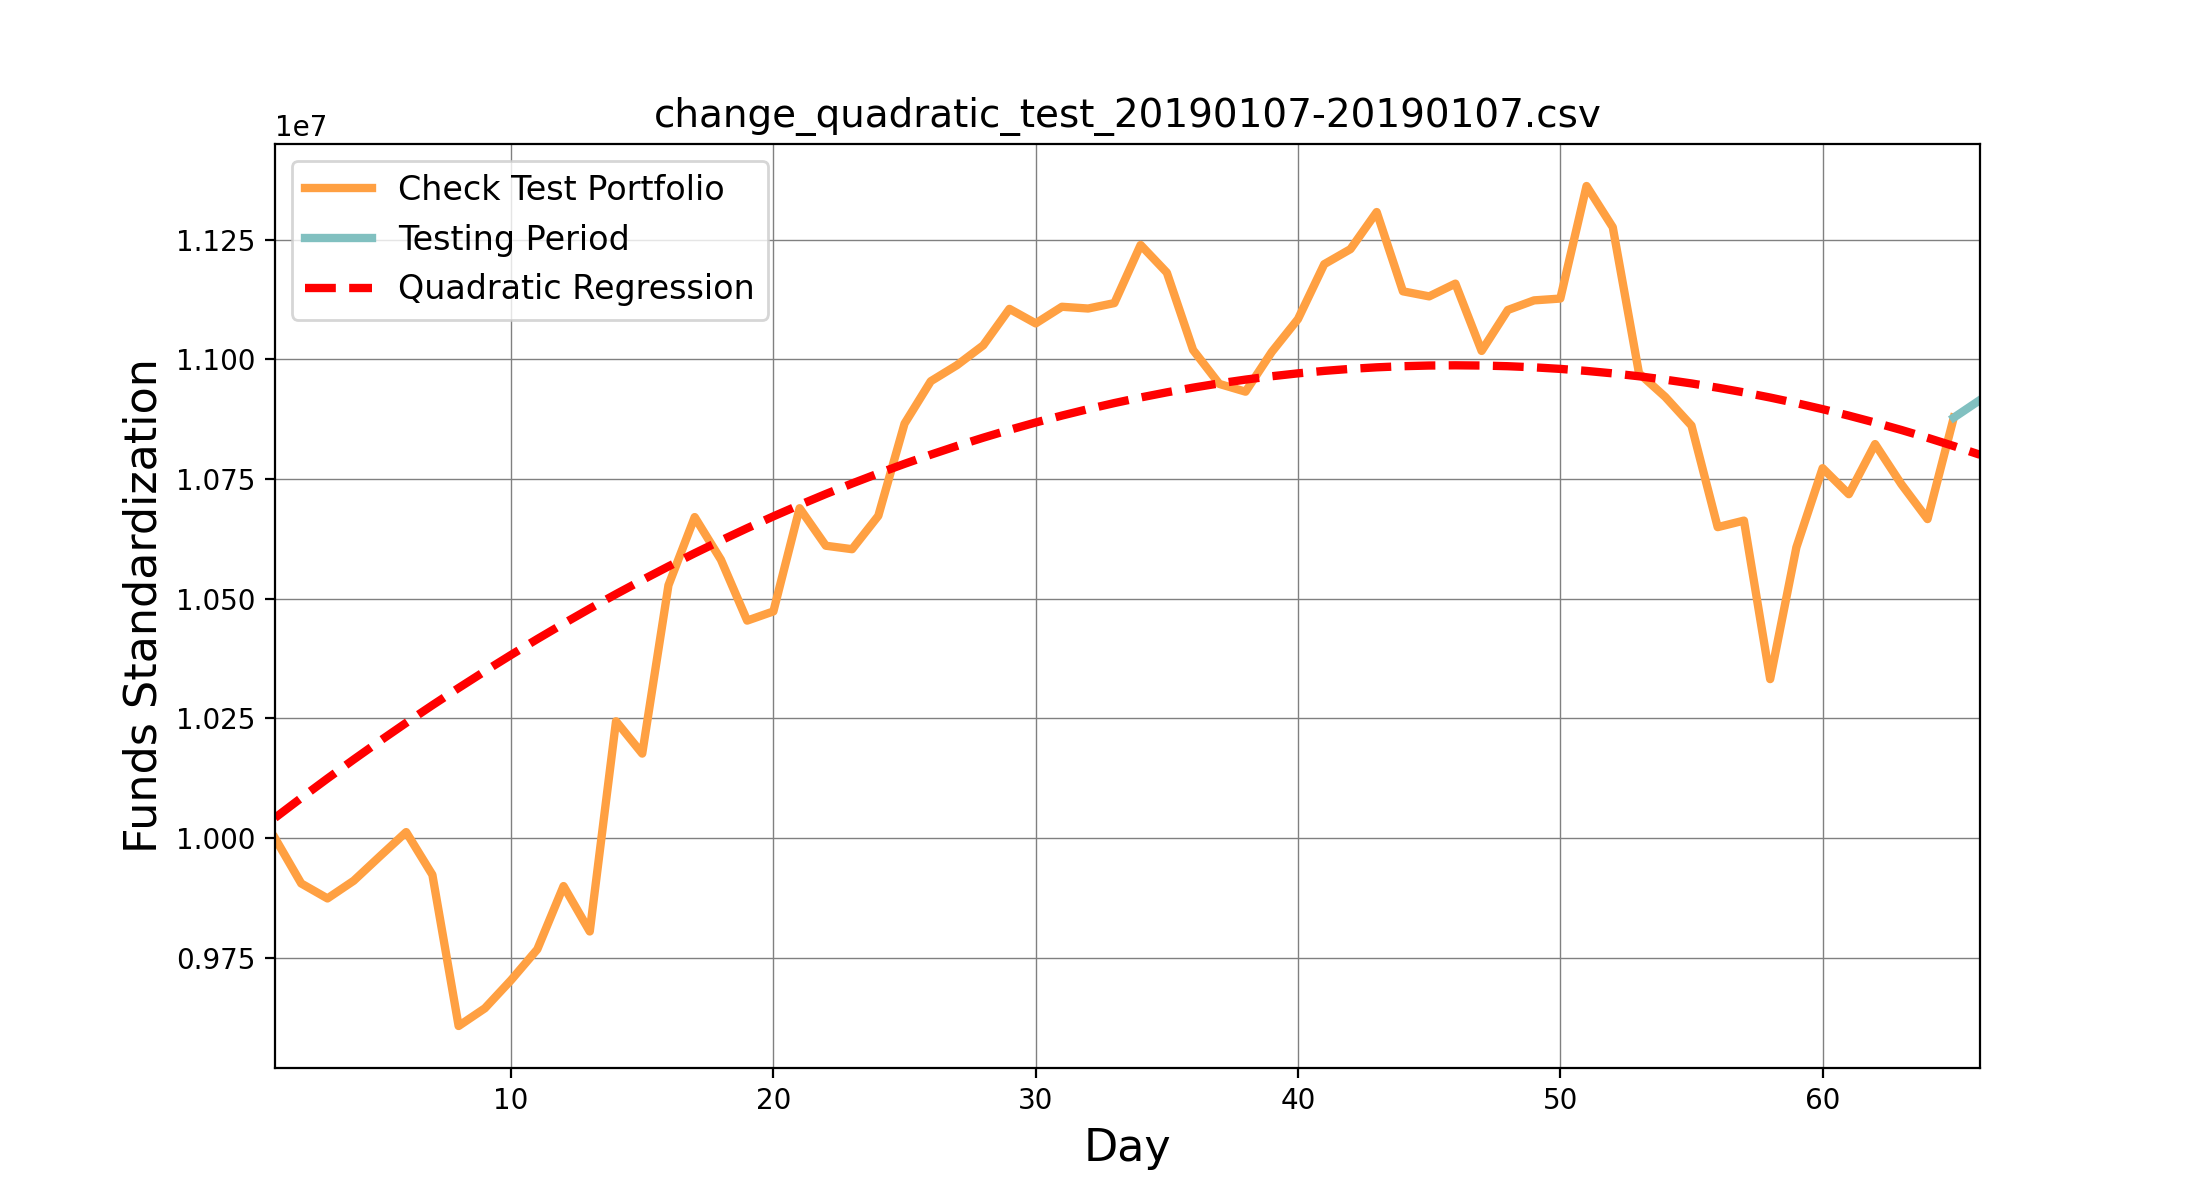 change_quadratic_test_20190107-20190107.csv
1e7
Check Test Portfolio
Testing Period
Quadratic Regression
Funds Standardization
1.125
1.100
1.075
1.050
1.025
1.000
0.975
10 20 30 40 50 60
Day